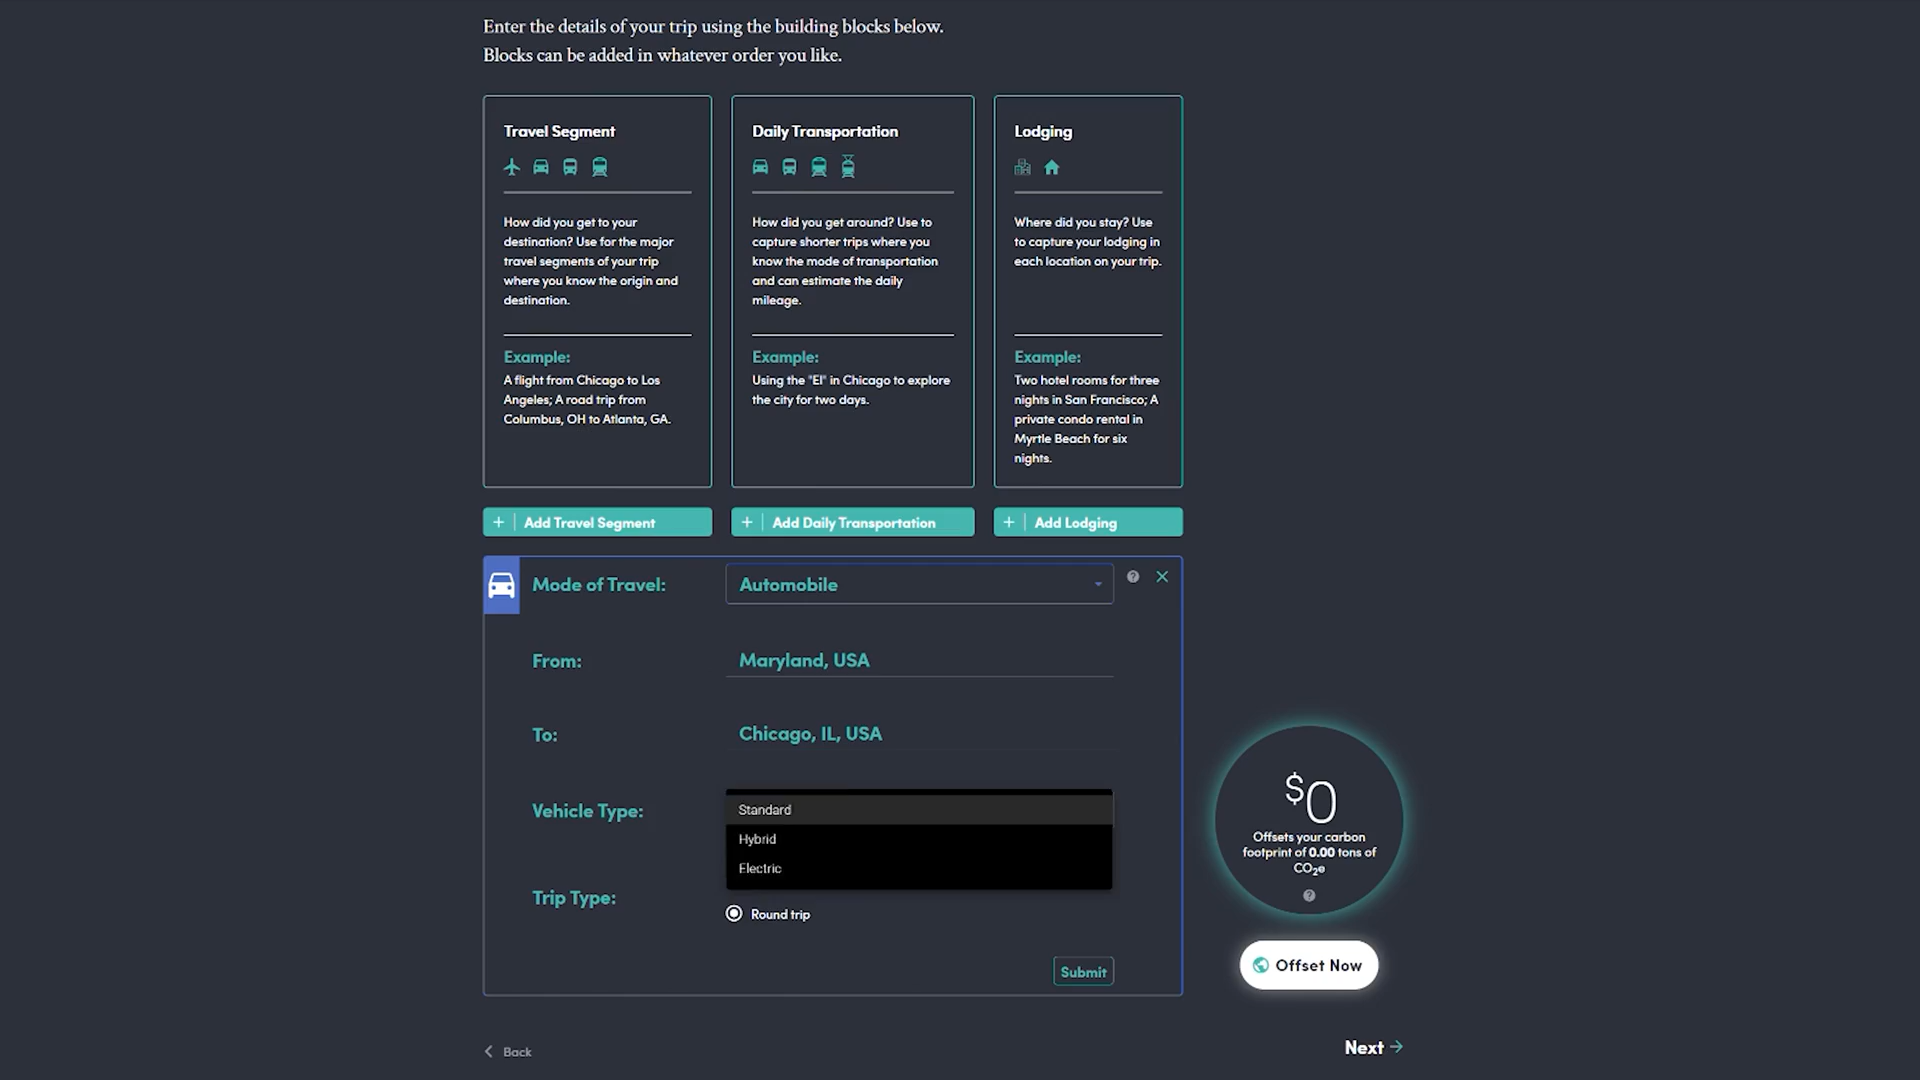 Enter the details of your trip using the building blocks below.
Blocks can be added in whatever order you like.
Travel Segment
How did you get to your
destination? Use for the major
travel segments of your trip
where you know the origin and
destination.
Example:
A flight from Chicago to Los
Angeles; A road trip from
Columbus, OH to Atlanta, GA.
Daily Transportation
How did you get around? Use to
capture shorter trips where you
know the mode of transportation
and can estimate the daily
mileage.
Example:
Using the "El" in Chicago to explore
the city for two days.
Lodging
Where did you stay? Use
to capture your lodging in
each location on your trip.
Example:
Two hotel rooms for three
nights in San Francisco; A
private condo rental in
Myrtle Beach for six
nights.
+ Add Travel Segment
+ Add Daily Transportation
+ Add Lodging
Mode of Travel: Automobile ?
From: Maryland, USA
To: Chicago, IL, USA
Vehicle Type: Standard
Hybrid
Electric
Trip Type:
Round trip
Submit
$0
Offsets your carbon
footprint of 0.00 tons of
CO₂e
?
Offset Now
Back
Next